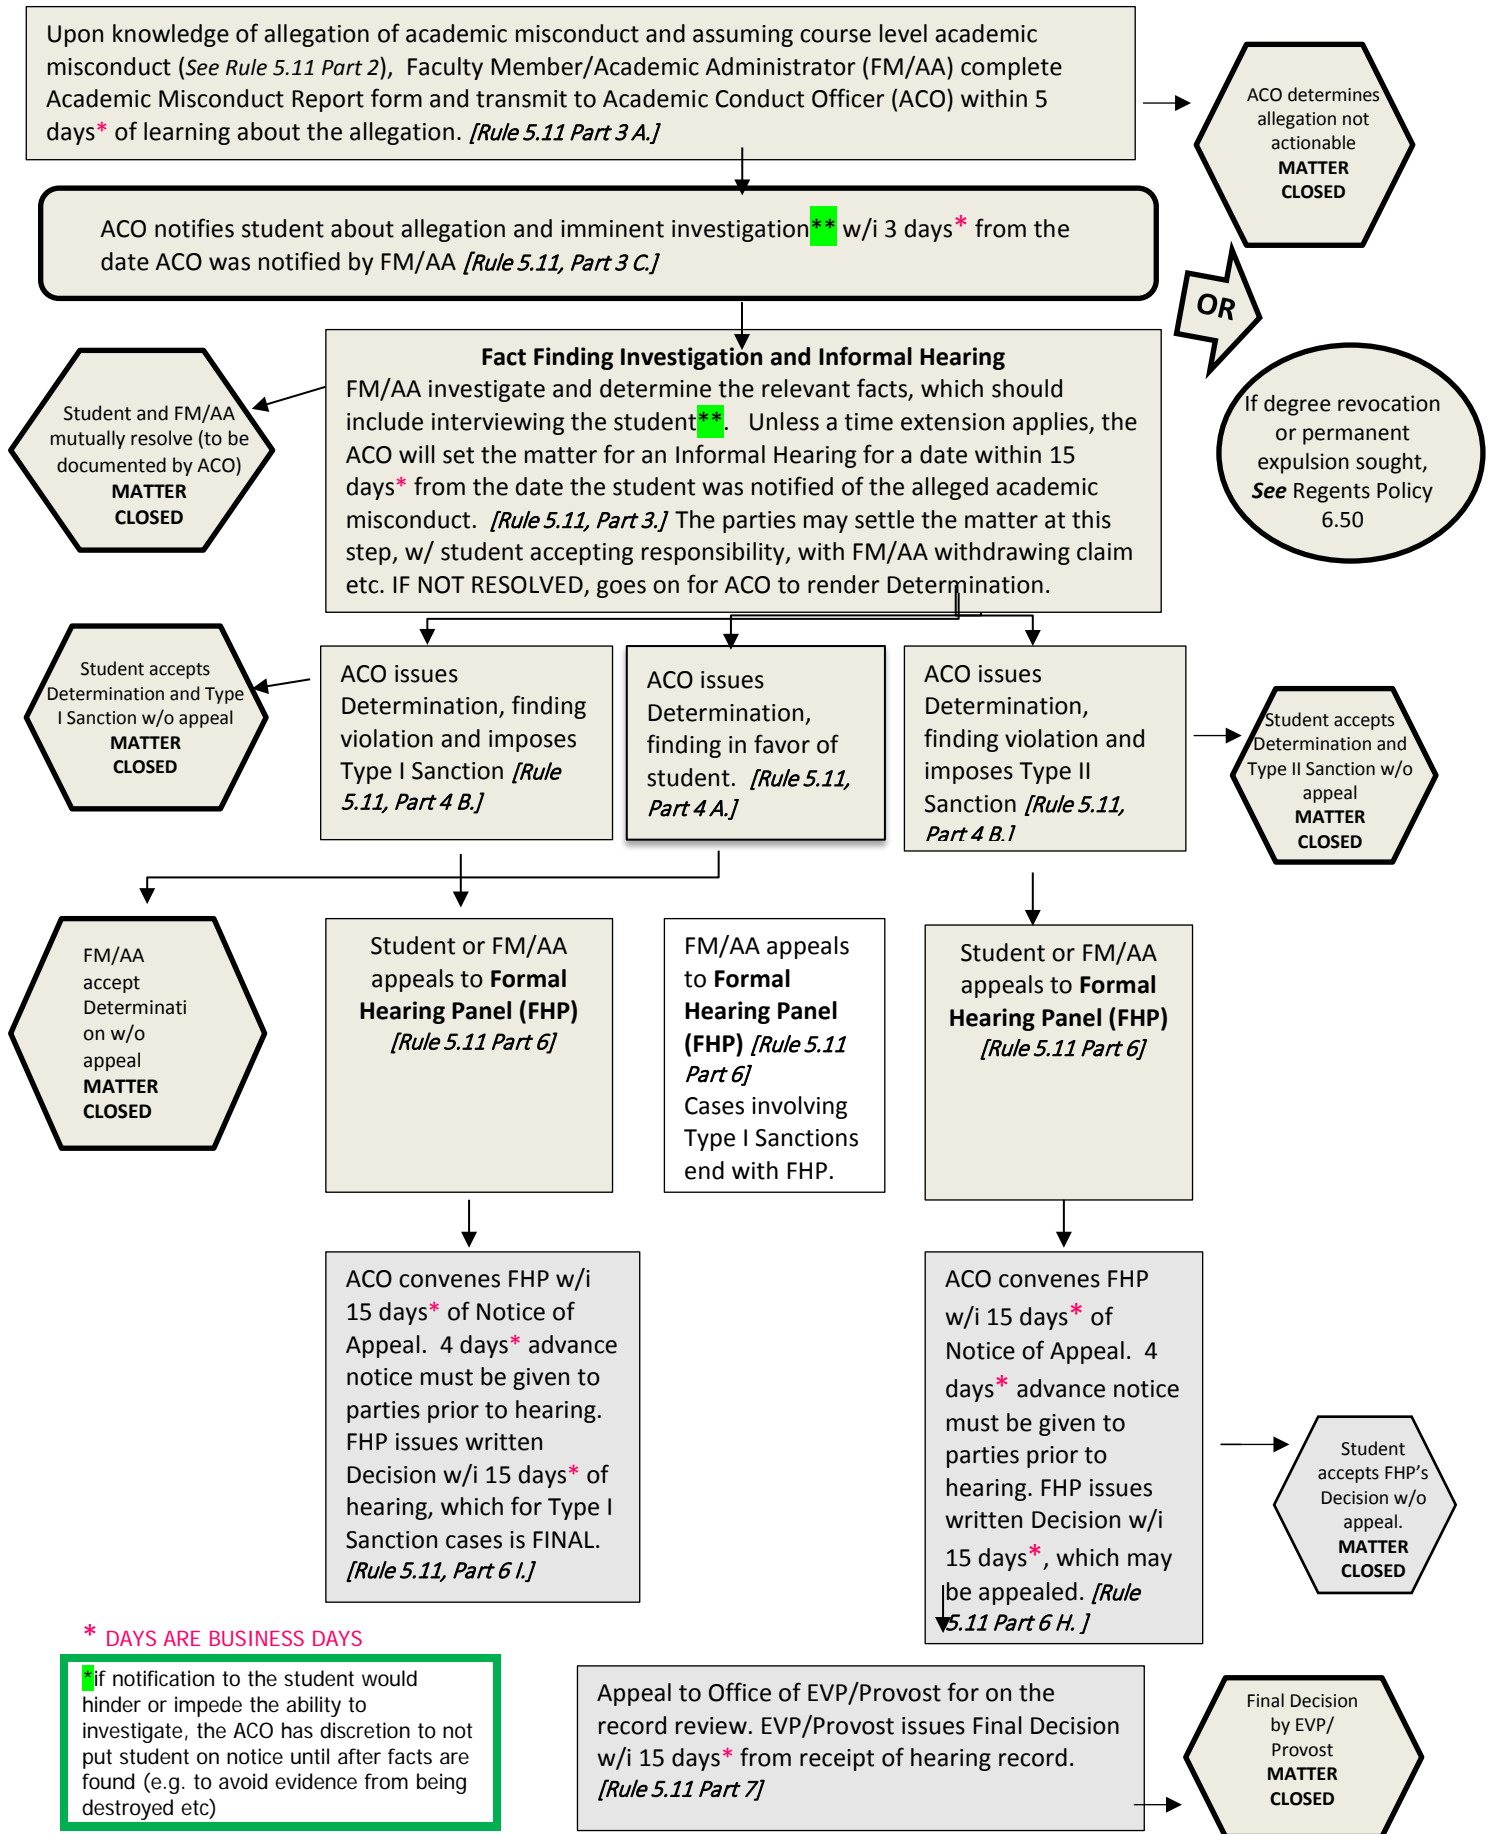 Upon knowledge of allegation of academic misconduct and assuming course level academic
misconduct (See Rule 5.11 Part 2), Faculty Member/Academic Administrator (FM/AA) complete
Academic Misconduct Report form and transmit to Academic Conduct Officer (ACO) within 5
days* of learning about the allegation. [Rule 5.11 Part 3 A.]
ACO determines
allegation not
actionable
MATTER
CLOSED
ACO notifies student about allegation and imminent investigation** w/i 3 days* from the
date ACO was notified by FM/AA [Rule 5.11, Part 3 C.]
OR
If degree revocation
or permanent
expulsion sought,
See Regents Policy
6.50
Fact Finding Investigation and Informal Hearing
FM/AA investigate and determine the relevant facts, which should
include interviewing the student**. Unless a time extension applies, the
ACO will set the matter for an Informal Hearing for a date within 15
days* from the date the student was notified of the alleged academic
misconduct. [Rule 5.11, Part 3.] The parties may settle the matter at this
step, w/ student accepting responsibility, with FM/AA withdrawing claim
etc. IF NOT RESOLVED, goes on for ACO to render Determination.
Student and FM/AA
mutually resolve (to be
documented by ACO)
MATTER
CLOSED
Student accepts
Determination and Type
I Sanction w/o appeal
MATTER
CLOSED
ACO issues
Determination, finding
violation and imposes
Type I Sanction [Rule
5.11, Part 4 B.]
ACO issues
Determination,
finding in favor of
student. [Rule 5.11,
Part 4 A.]
ACO issues
Determination,
finding violation and
imposes Type II
Sanction [Rule 5.11,
Part 4 B.]
Student accepts
Determination and
Type II Sanction w/o
appeal
MATTER
CLOSED
FM/AA
accept
Determinati
on w/o
appeal
MATTER
CLOSED
Student or FM/AA
appeals to Formal
Hearing Panel (FHP)
[Rule 5.11 Part 6]
FM/AA appeals
to Formal
Hearing Panel
(FHP) [Rule 5.11
Part 6]
Cases involving
Type I Sanctions
end with FHP.
Student or FM/AA
appeals to Formal
Hearing Panel (FHP)
[Rule 5.11 Part 6]
ACO convenes FHP w/i
15 days* of Notice of
Appeal. 4 days* advance
notice must be given to
parties prior to hearing.
FHP issues written
Decision w/i 15 days* of
hearing, which for Type I
Sanction cases is FINAL.
[Rule 5.11, Part 6 I.]
ACO convenes FHP
w/i 15 days* of
Notice of Appeal. 4
days* advance notice
must be given to
parties prior to
hearing. FHP issues
written Decision w/i
15 days*, which may
be appealed. [Rule
5.11 Part 6 H. ]
Student
accepts FHP's
Decision w/o
appeal.
MATTER
CLOSED
* DAYS ARE BUSINESS DAYS
*if notification to the student would
hinder or impede the ability to
investigate, the ACO has discretion to not
put student on notice until after facts are
found (e.g. to avoid evidence from being
destroyed etc)
Appeal to Office of EVP/Provost for on the
record review. EVP/Provost issues Final Decision
w/i 15 days* from receipt of hearing record.
[Rule 5.11 Part 7]
Final Decision
by EVP/
Provost
MATTER
CLOSED